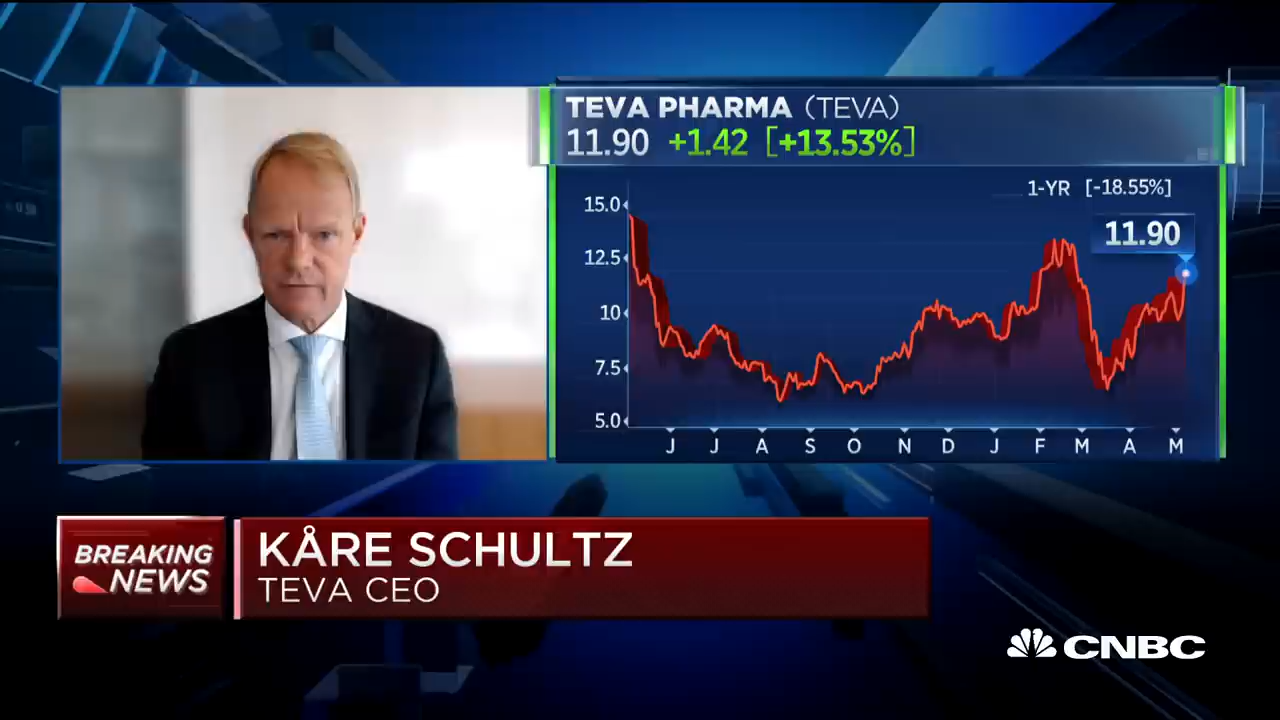 TEVA PHARMA (TEVA)
11.90 +1.42 [+13.53%]
1-YR [-18.55%]
11.90
15.0
12.5
10
7.5
5.0
J J A S O N D J F M A M
BREAKING
NEWS
KÅRE SCHULTZ
TEVA CEO
CNBC